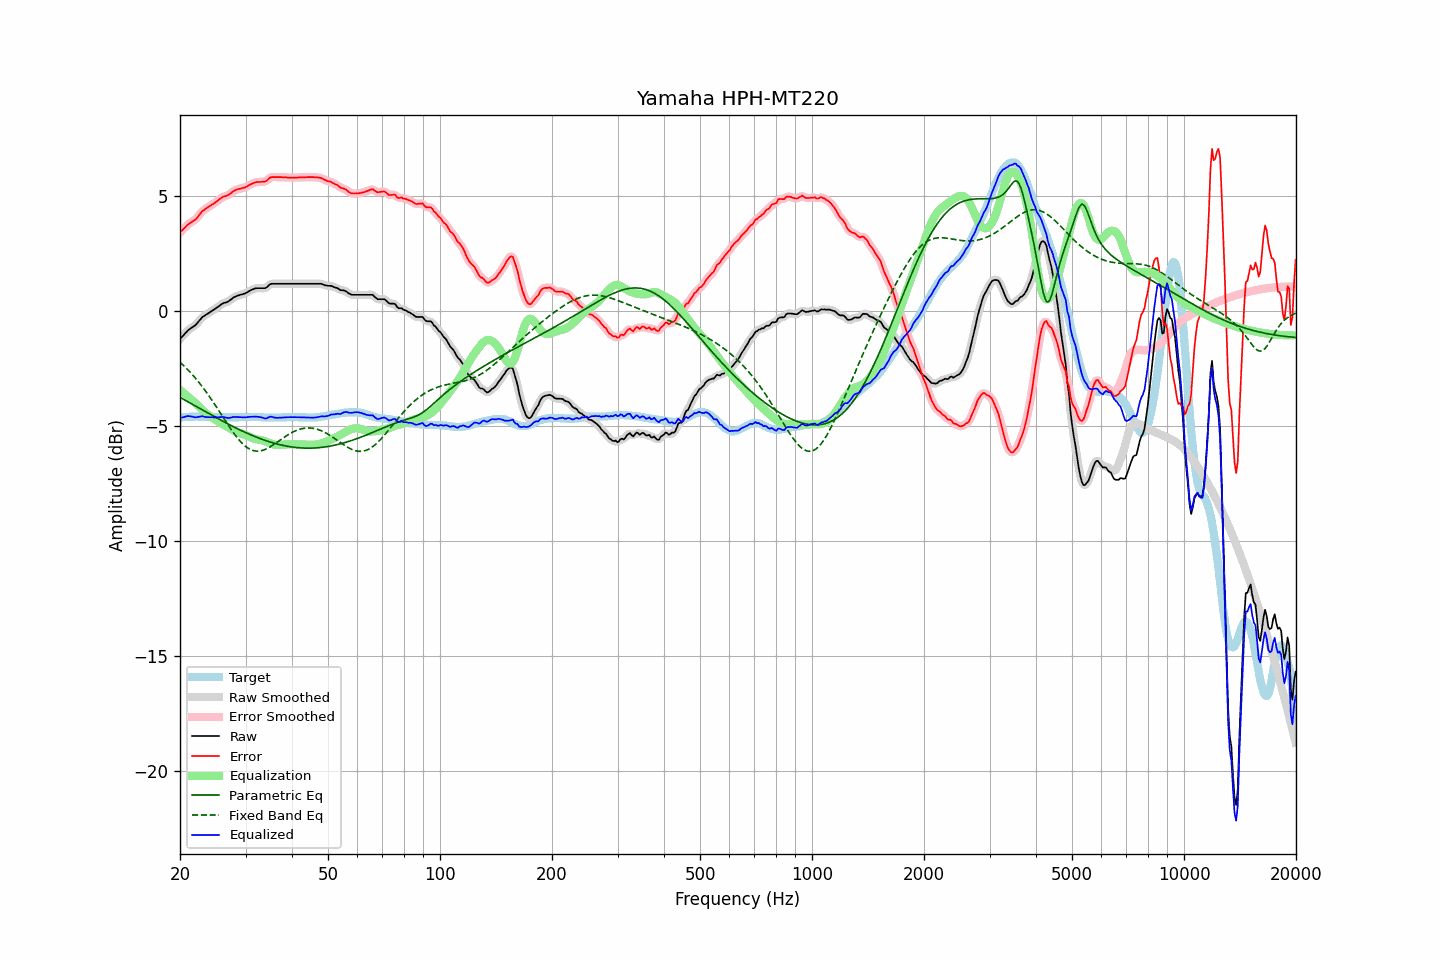 Yamaha HPH-MT220
Amplitude (dBr)
5
0
−5
−10
−15
−20
Target
Raw Smoothed
Error Smoothed
Raw
Error
Equalization
Parametric Eq
Fixed Band Eq
Equalized
20 50 100 200 500 1000 2000 5000 10000 20000
Frequency (Hz)